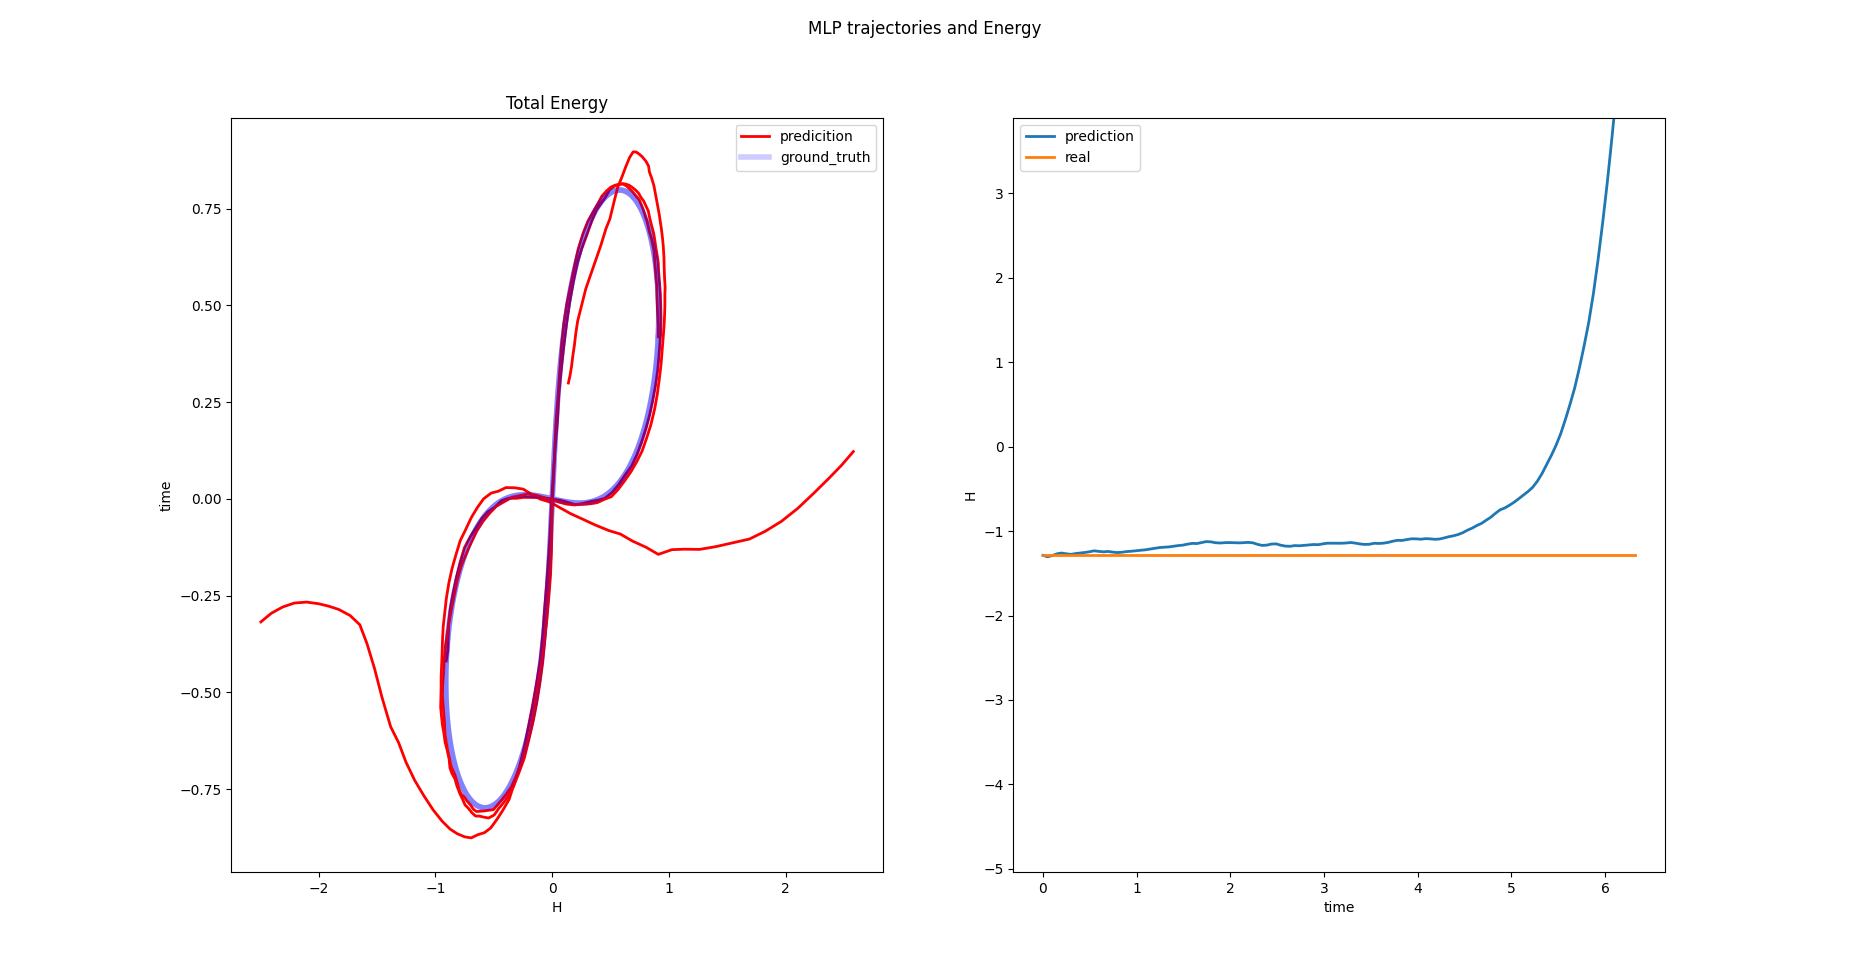 MLP trajectories and Energy
Total Energy
predicition
ground_truth
0.75
0.50
0.25
0.00
−0.25
−0.50
−0.75
time
−2
−1
0
1
2
H
prediction
real
3
2
1
0
−1
−2
−3
−4
−5
H
0
1
2
3
4
5
6
time